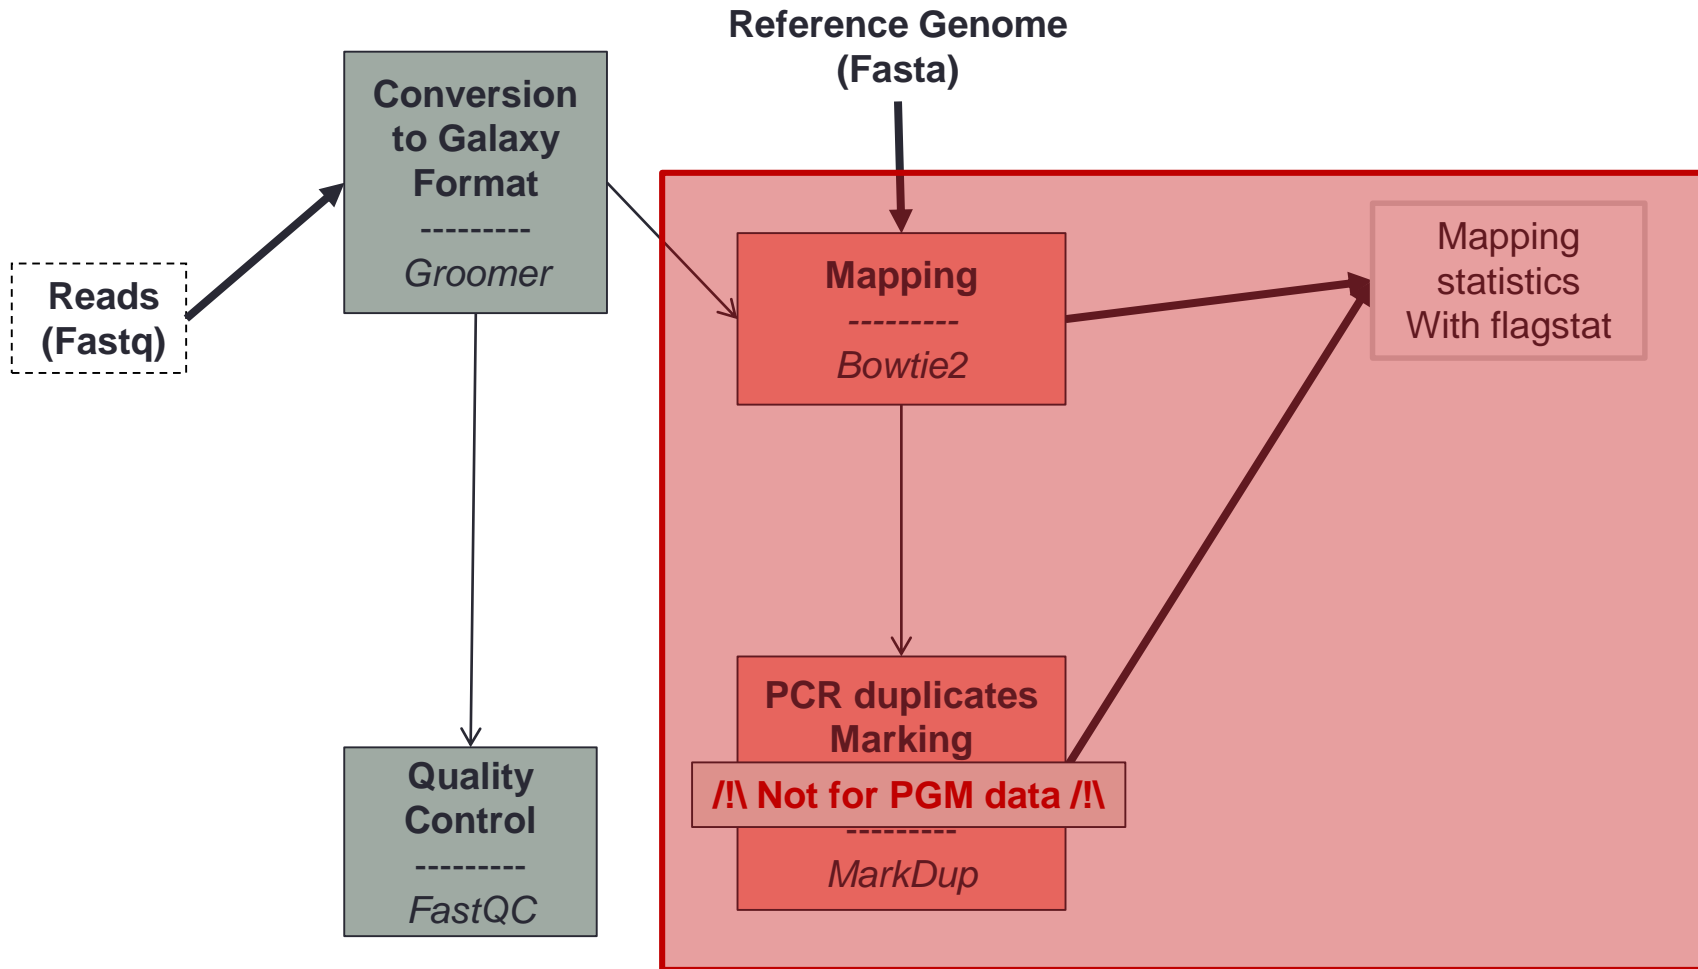 Reference Genome
(Fasta)
Conversion
to Galaxy
Format
---------
Groomer
Reads
(Fastq)
Mapping
---------
Bowtie2
Mapping
statistics
With flagstat
PCR duplicates
Marking
/!\ Not for PGM data /!\
---------
MarkDup
Quality
Control
---------
FastQC